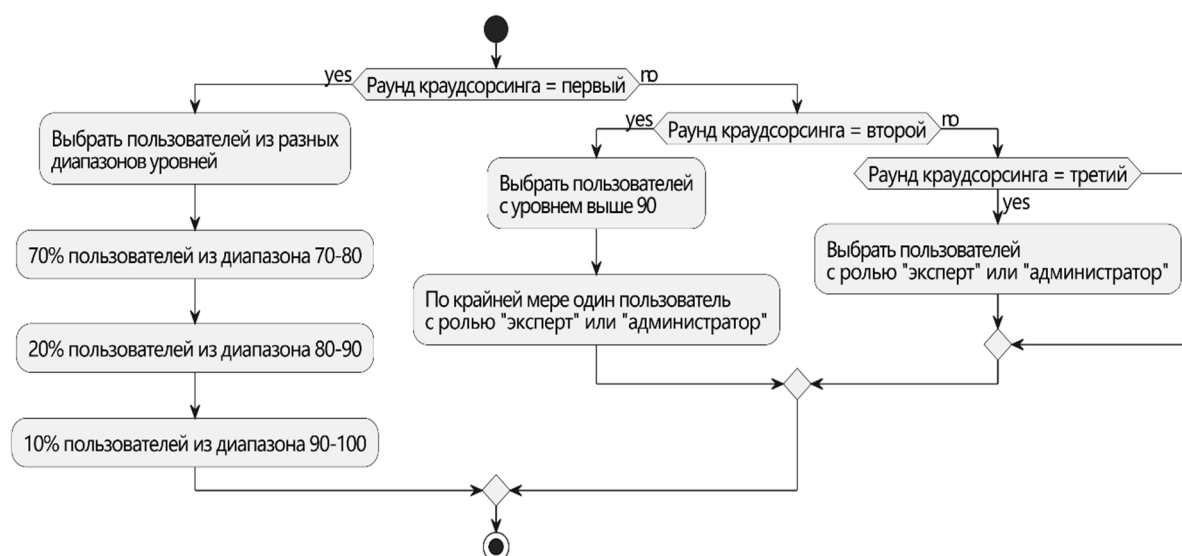 yes
Раунд краудсорсинга = первый
no
Выбрать пользователей из разных
диапазонов уровней
70% пользователей из диапазона 70-80
20% пользователей из диапазона 80-90
10% пользователей из диапазона 90-100
yes
Раунд краудсорсинга = второй
no
Выбрать пользователей
с уровнем выше 90
По крайней мере один пользователь
с ролью "эксперт" или "администратор"
Раунд краудсорсинга = третий
yes
Выбрать пользователей
с ролью "эксперт" или "администратор"